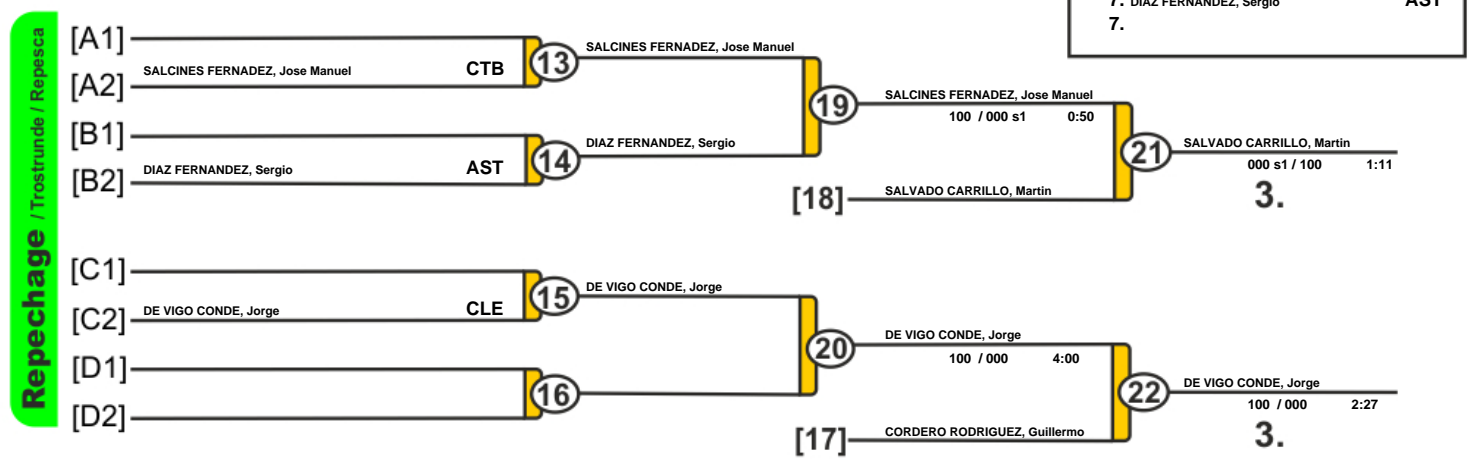 7. DIAZ FERNANDEZ, Sergio AST
7.
Repechage / Trostrunde / Repesca
[A1]
SALCINES FERNADEZ, Jose Manuel CTB
[A2]
13
SALCINES FERNADEZ, Jose Manuel
[B1]
DIAZ FERNANDEZ, Sergio AST
[B2]
14
DIAZ FERNANDEZ, Sergio
19
SALCINES FERNADEZ, Jose Manuel
100 / 000 s1 0:50
[18] SALVADO CARRILLO, Martin
21
SALVADO CARRILLO, Martin
000 s1 / 100 1:11
3.
[C1]
DE VIGO CONDE, Jorge CLE
[C2]
15
DE VIGO CONDE, Jorge
[D1]
[D2]
16
20
DE VIGO CONDE, Jorge
100 / 000 4:00
[17] CORDERO RODRIGUEZ, Guillermo
22
DE VIGO CONDE, Jorge
100 / 000 2:27
3.